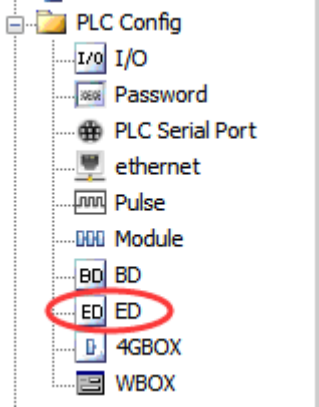 PLC Config
I/O I/O
Password
PLC Serial Port
ethernet
Pulse
Module
BD BD
ED ED
4GBOX
WBOX